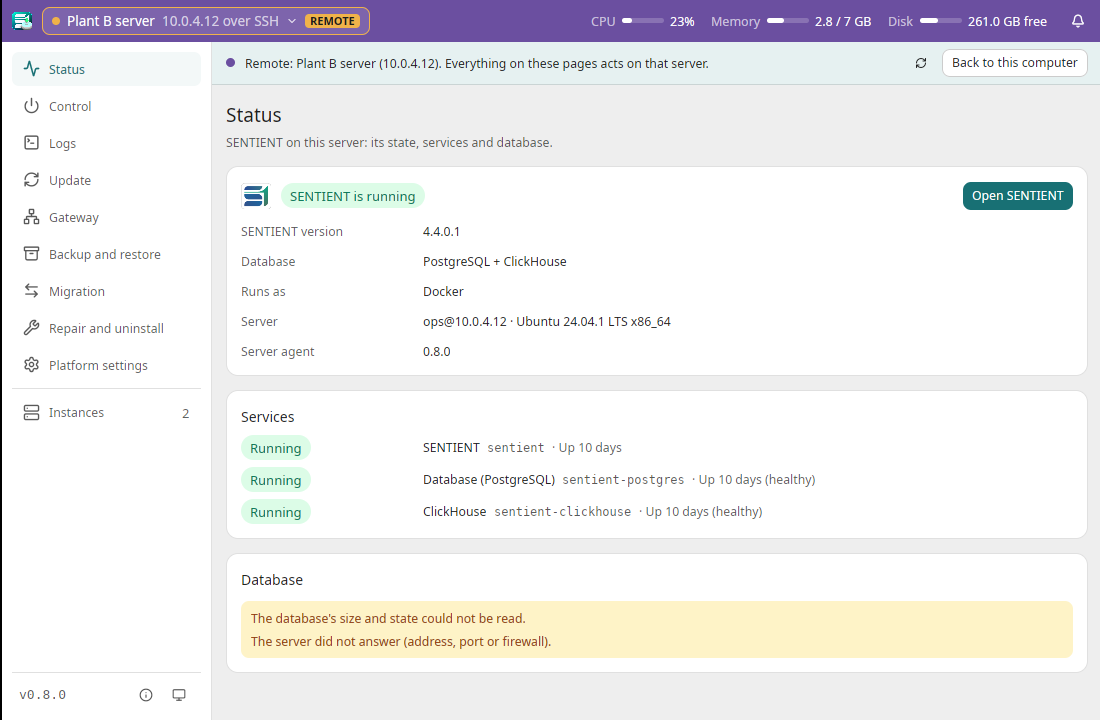 Plant B server 10.0.4.12 over SSH REMOTE CPU 23% Memory 2.8 / 7 GB Disk 261.0 GB free
Remote: Plant B server (10.0.4.12). Everything on these pages acts on that server. Back to this computer
Status
Control
Logs
Update
Gateway
Backup and restore
Migration
Repair and uninstall
Platform settings
Instances 2
v0.8.0
Status
SENTIENT on this server: its state, services and database.
SENTIENT is running Open SENTIENT
SENTIENT version 4.4.0.1
Database PostgreSQL + ClickHouse
Runs as Docker
Server ops@10.0.4.12 · Ubuntu 24.04.1 LTS x86_64
Server agent 0.8.0
Services
Running SENTIENT sentient · Up 10 days
Running Database (PostgreSQL) sentient-postgres · Up 10 days (healthy)
Running ClickHouse sentient-clickhouse · Up 10 days (healthy)
Database
The database's size and state could not be read.
The server did not answer (address, port or firewall).